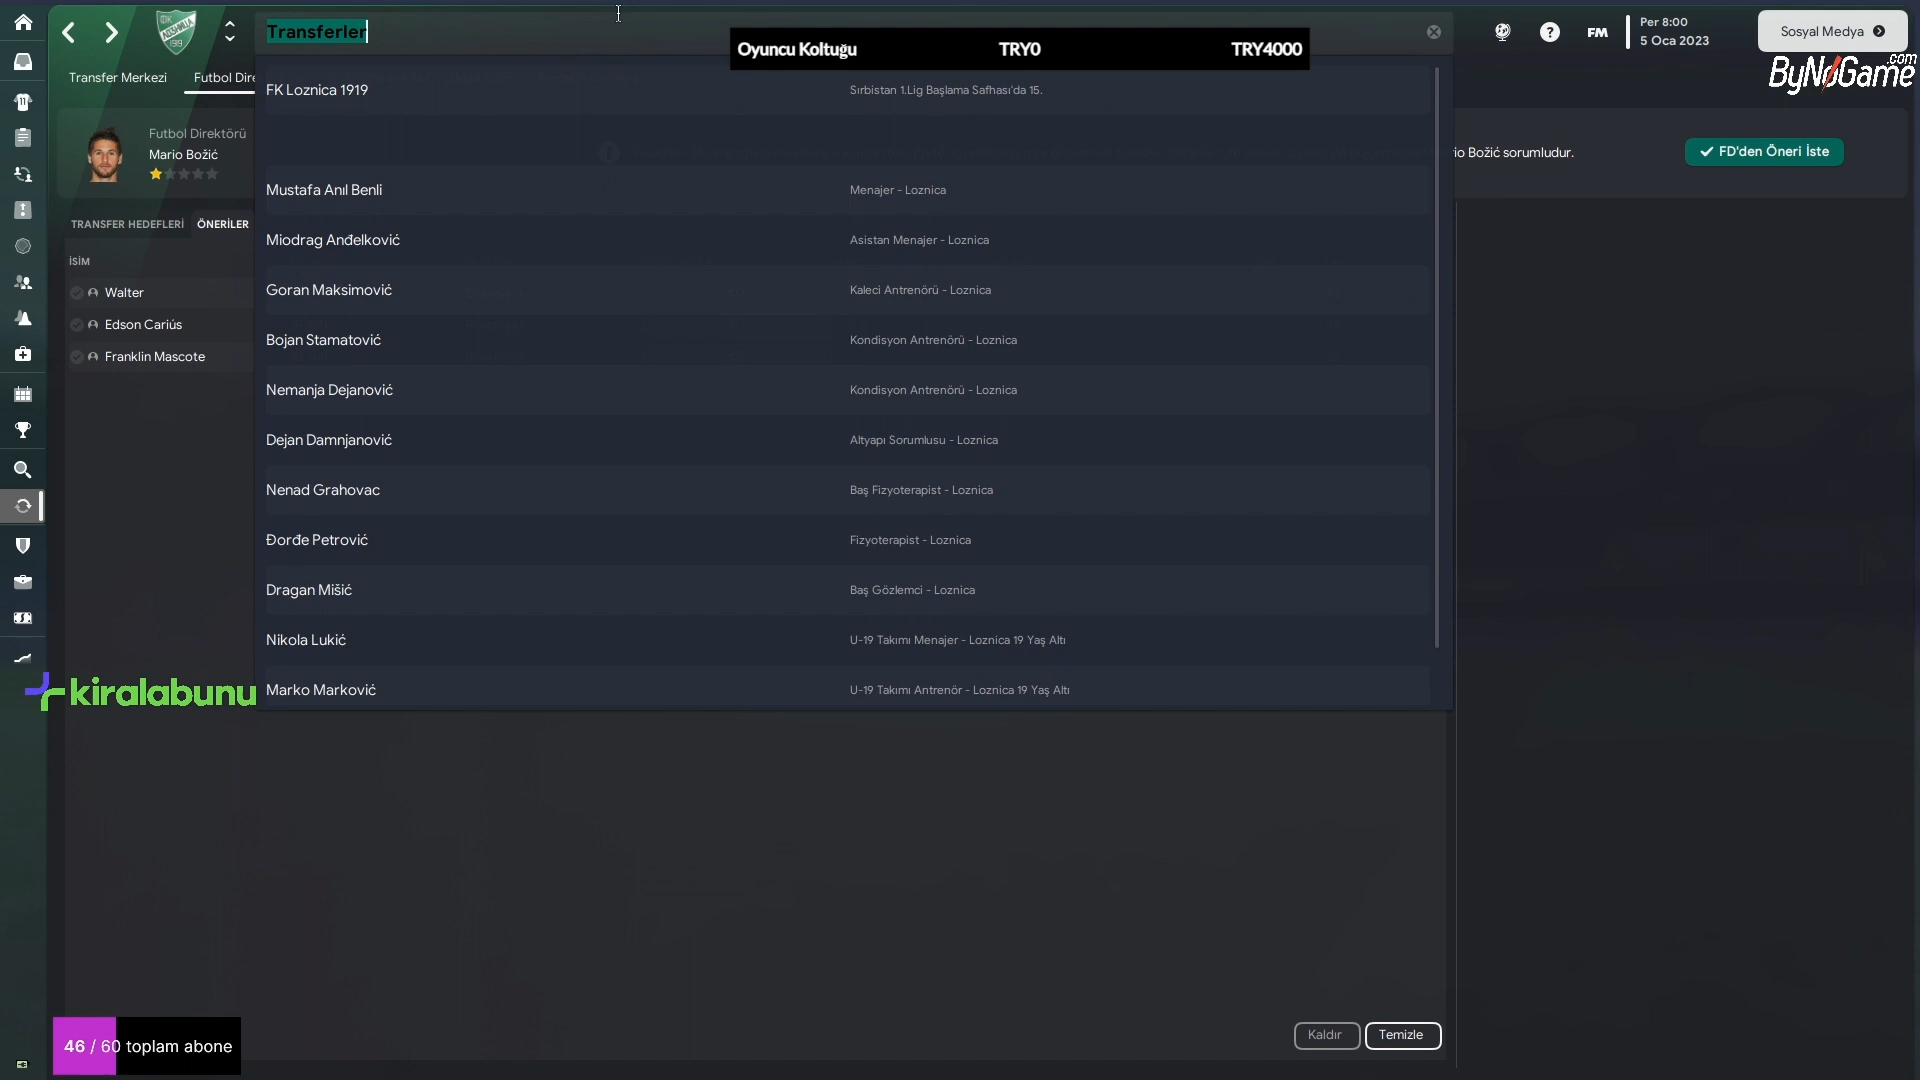 Transferler
Oyuncu Koltuğu TRY0 TRY4000
FM
Per 8:00
5 Oca 2023
Sosyal Medya
ByNoGame.com
Transfer Merkezi
Futbol Dire
FK Loznica 1919 Sırbistan 1.Lig Başlama Safhası'da 15.
Futbol Direktörü
Mario Božić
io Božić sorumludur.
FD'den Öneri İste
Mustafa Anıl Benli Menajer - Loznica
TRANSFER HEDEFLERİ ÖNERİLER
Miodrag Anđelković Asistan Menajer - Loznica
İSİM
Walter
Goran Maksimović Kaleci Antrenörü - Loznica
Edson Cariús
Bojan Stamatović Kondisyon Antrenörü - Loznica
Franklin Mascote
Nemanja Dejanović Kondisyon Antrenörü - Loznica
Dejan Damnjanović Altyapı Sorumlusu - Loznica
Nenad Grahovac Baş Fizyoterapist - Loznica
Đorđe Petrović Fizyoterapist - Loznica
Dragan Mišić Baş Gözlemci - Loznica
Nikola Lukić U-19 Takımı Menajer - Loznica 19 Yaş Altı
Marko Marković U-19 Takımı Antrenör - Loznica 19 Yaş Altı
kiralabunu
Kaldır Temizle
46 / 60 toplam abone